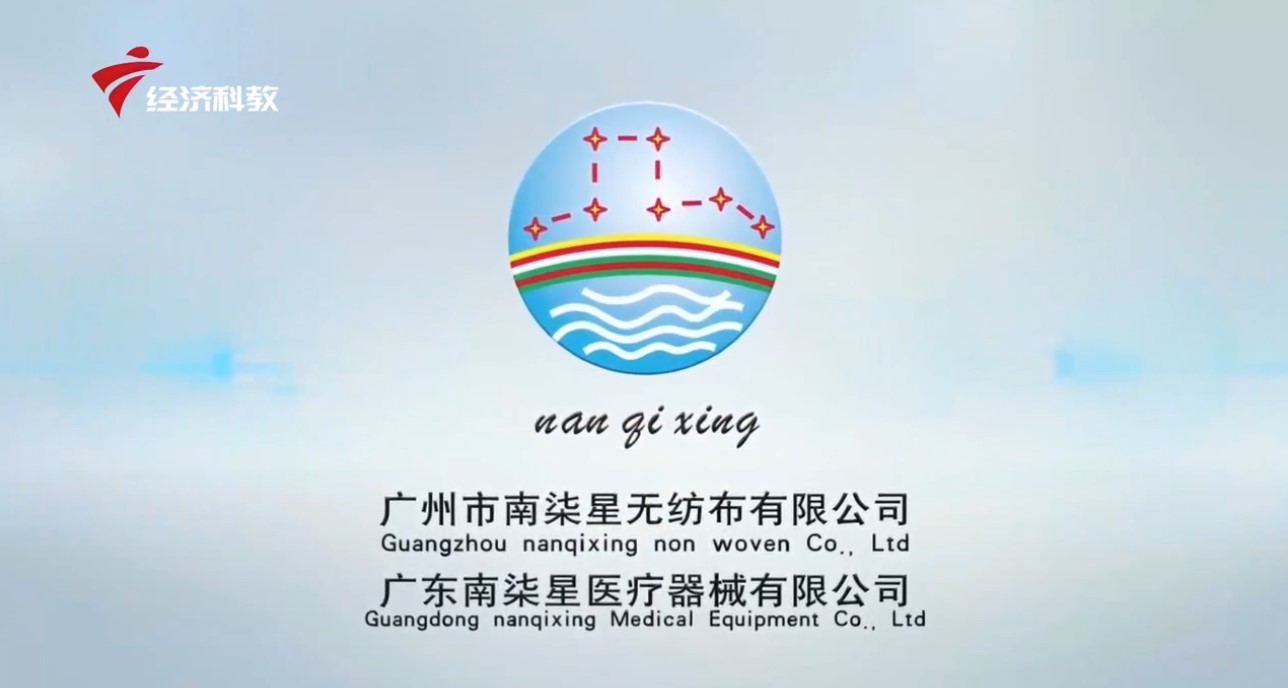 经济科教
nan qi xing
广州市南柒星无纺布有限公司
Guangzhou nanqixing non woven Co., Ltd
广东南柒星医疗器械有限公司
Guangdong nanqixing Medical Equipment Co., Ltd